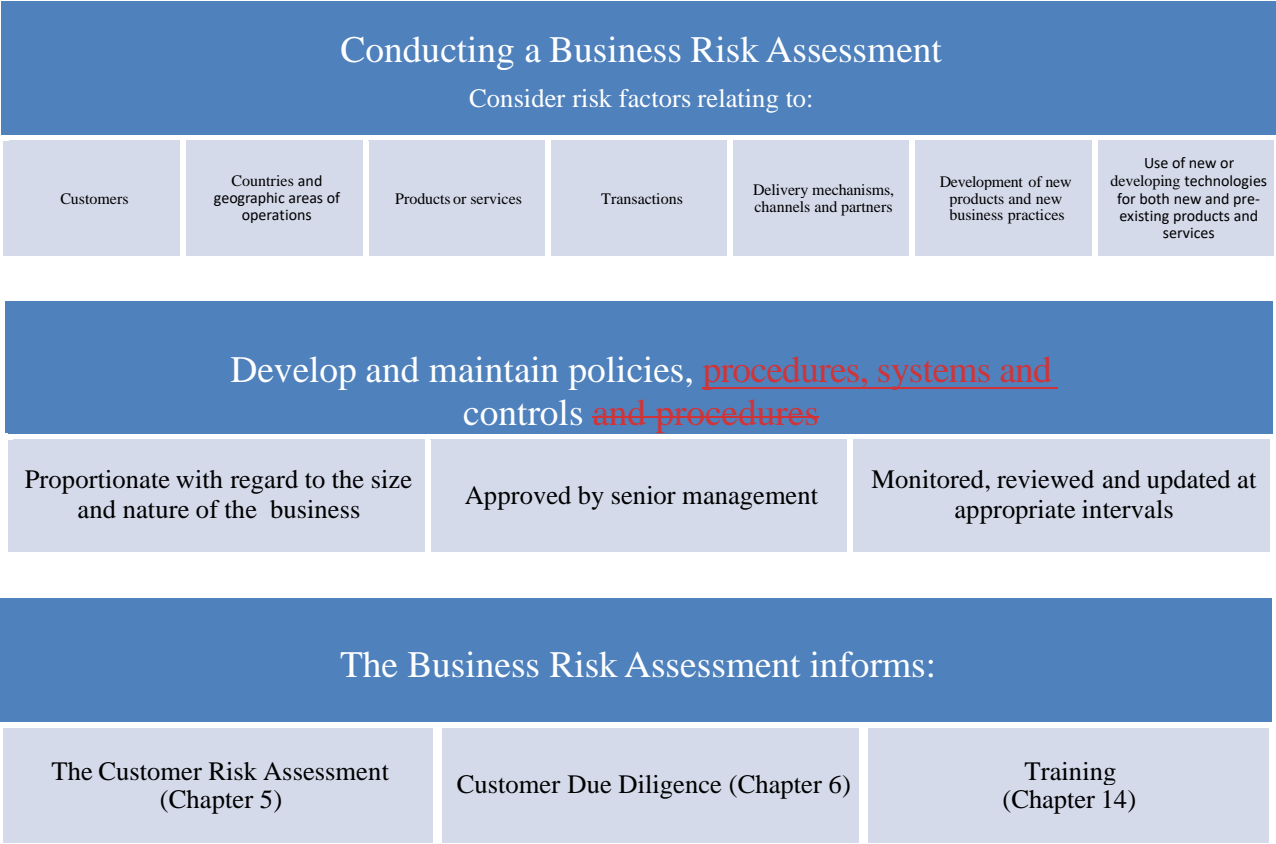 Conducting a Business Risk Assessment
Consider risk factors relating to:
Customers
Countries and
geographic areas of
operations
Products or services
Transactions
Delivery mechanisms,
channels and partners
Development of new
products and new
business practices
Use of new or
developing technologies
for both new and pre-
existing products and
services
Develop and maintain policies, procedures, systems and
controls and procedures
Proportionate with regard to the size
and nature of the business
Approved by senior management
Monitored, reviewed and updated at
appropriate intervals
The Business Risk Assessment informs:
The Customer Risk Assessment
(Chapter 5)
Customer Due Diligence (Chapter 6)
Training
(Chapter 14)